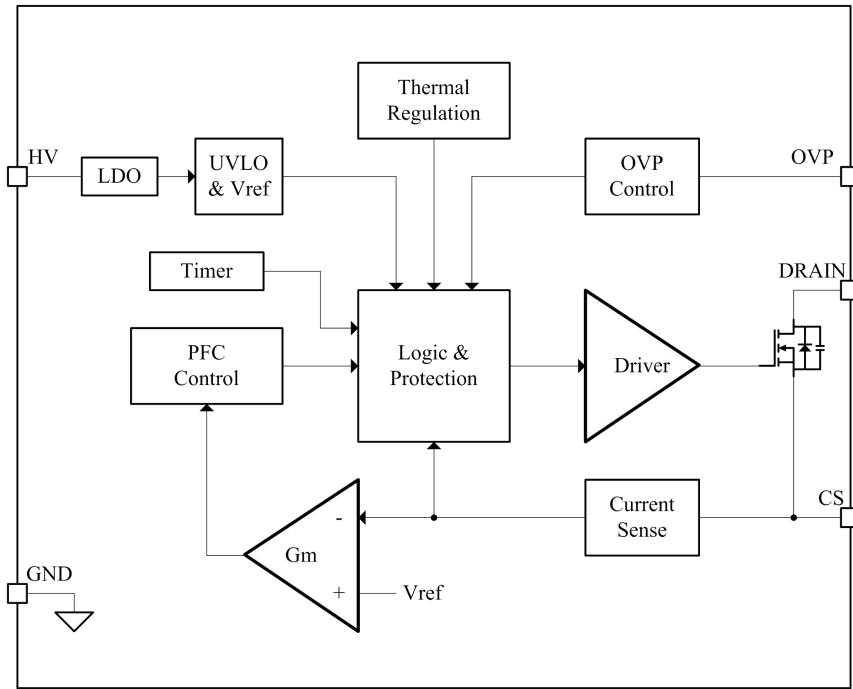 Thermal
Regulation
HV
LDO
UVLO
& Vref
OVP
Control
OVP
Timer
DRAIN
PFC
Control
Logic &
Protection
Driver
Current
Sense
CS
-
Gm
+
Vref
GND